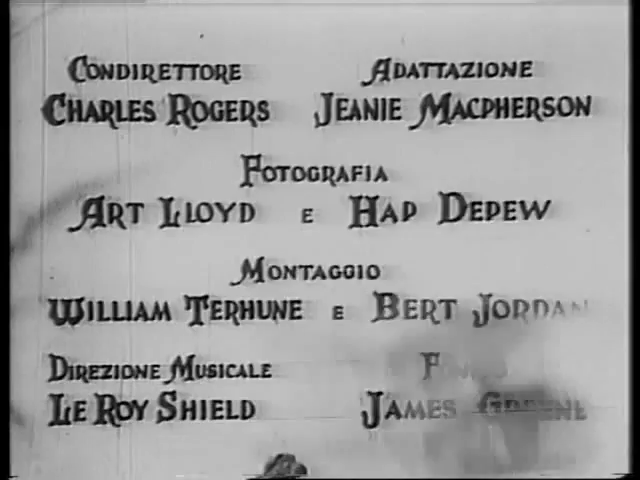 CONDIRETTORE ADATTAZIONE
CHARLES ROGERS JEANIE MACPHERSON
FOTOGRAFIA
ART LLOYD E HAP DEPEW
MONTAGGIO
WILLIAM TERHUNE E BERT JORDAN
DIREZIONE MUSICALE
LE ROY SHIELD JAMES GREENE